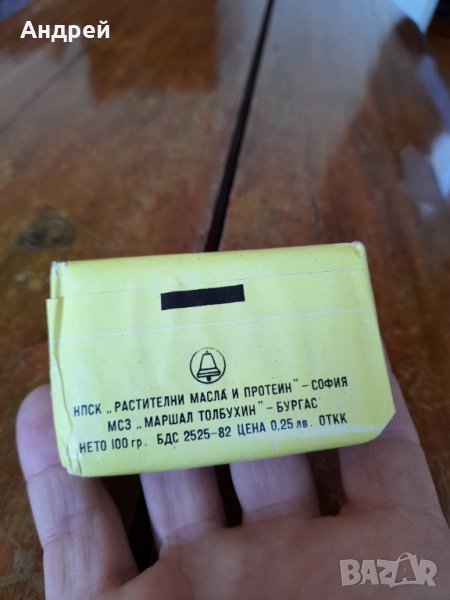 Андрей
НПСК „РАСТИТЕЛНИ МАСЛА И ПРОТЕИН" – СОФИЯ
МСЗ „МАРШАЛ ТОЛБУХИН" – БУРГАС
НЕТО 100 гр. БДС 2525–82 ЦЕНА 0,25 лв. ОТКК
BAZAR